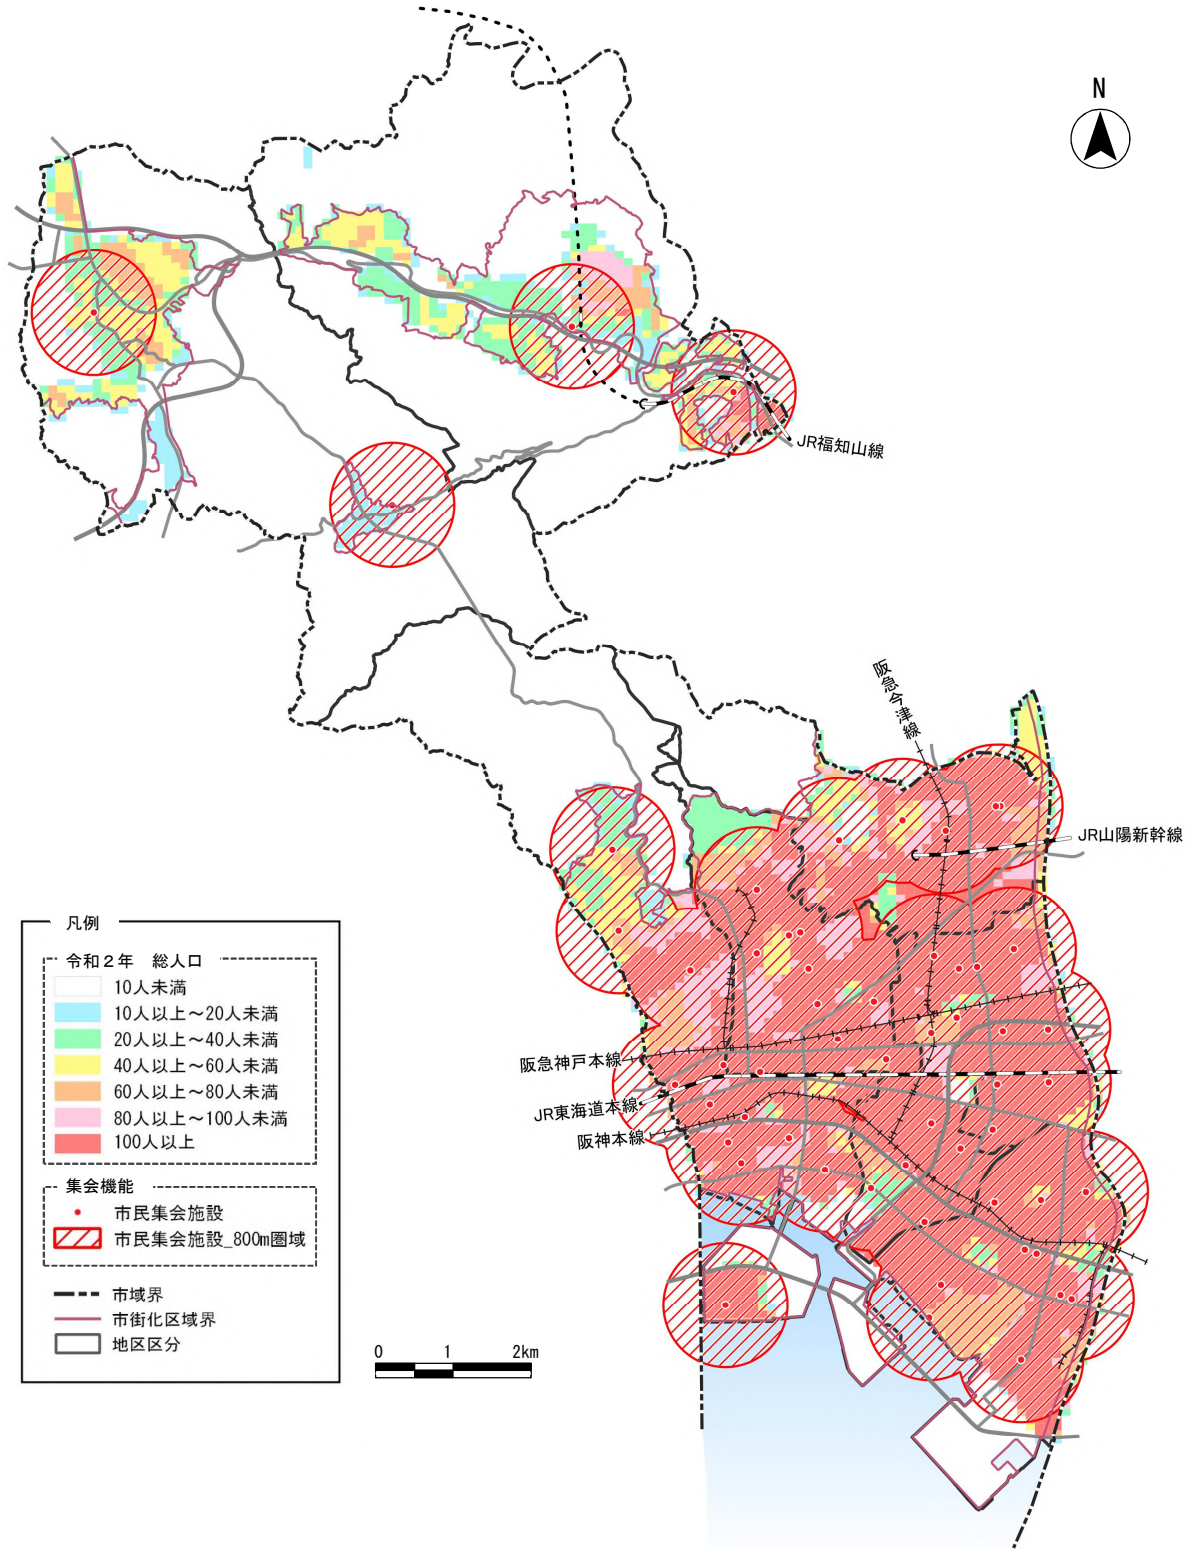 N
JR福知山線
阪急今津線
JR山陽新幹線
凡例
令和２年　総人口
10人未満
10人以上～20人未満
20人以上～40人未満
40人以上～60人未満
60人以上～80人未満
80人以上～100人未満
100人以上
集会機能
市民集会施設
市民集会施設_800m圏域
市域界
市街化区域界
地区区分
阪急神戸本線
JR東海道本線
阪神本線
0 1 2km